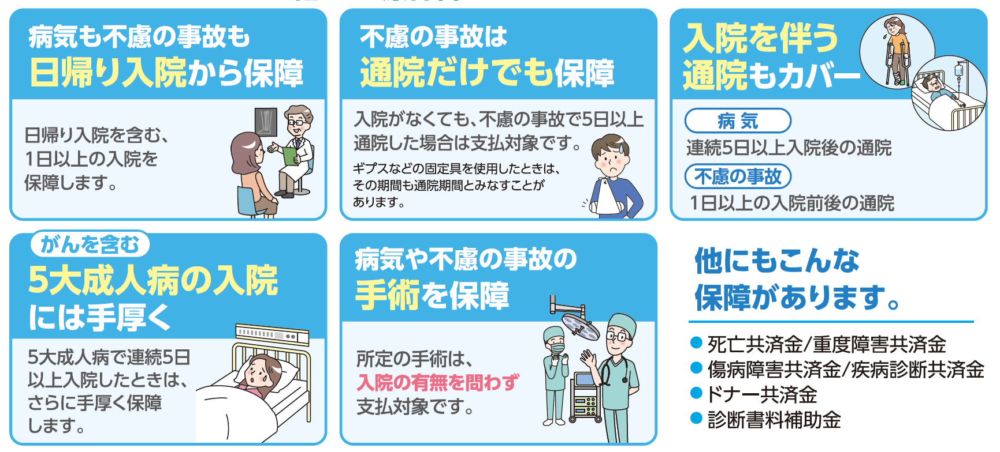 病気も不慮の事故も
日帰り入院から保障
日帰り入院を含む、
1日以上の入院を
保障します。
不慮の事故は
通院だけでも保障
入院がなくても、不慮の事故で5日以上
通院した場合は支払対象です。
ギプスなどの固定具を使用したときは、
その期間も通院期間とみなすことが
あります。
入院を伴う
通院もカバー
病気
連続5日以上入院後の通院
不慮の事故
1日以上の入院前後の通院
がんを含む
5大成人病の入院
には手厚く
5大成人病で連続5日
以上入院したときは、
さらに手厚く保障
します。
病気や不慮の事故の
手術を保障
所定の手術は、
入院の有無を問わず
支払対象です。
他にもこんな
保障があります。
●死亡共済金/重度障害共済金
●傷病障害共済金/疾病診断共済金
●ドナー共済金
●診断書料補助金